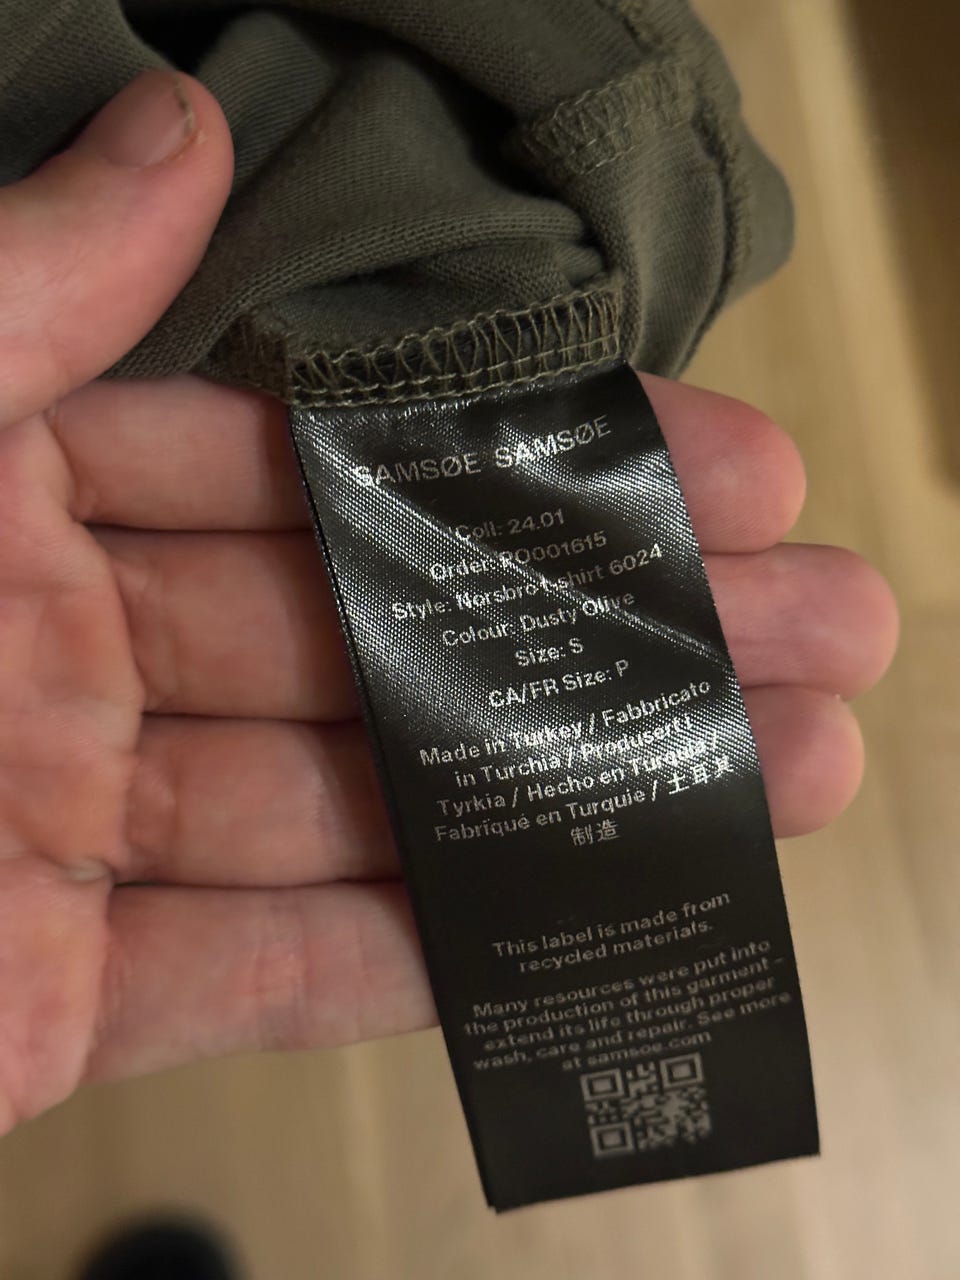 SAMSØE SAMSØE
Coll: 24.01
Order: PO001615
Style: Norsbro t-shirt 6024
Colour: Dusty Olive
Size: S
CA/FR Size: P
Made in Turkey / Fabbricato
in Turchia / Produsert i
Tyrkia / Hecho en Turquía /
Fabriqué en Turquie / 土耳其
制造
This label is made from
recycled materials.
Many resources were put into
the production of this garment –
extend its life through proper
wash, care and repair. See more
at samsoe.com